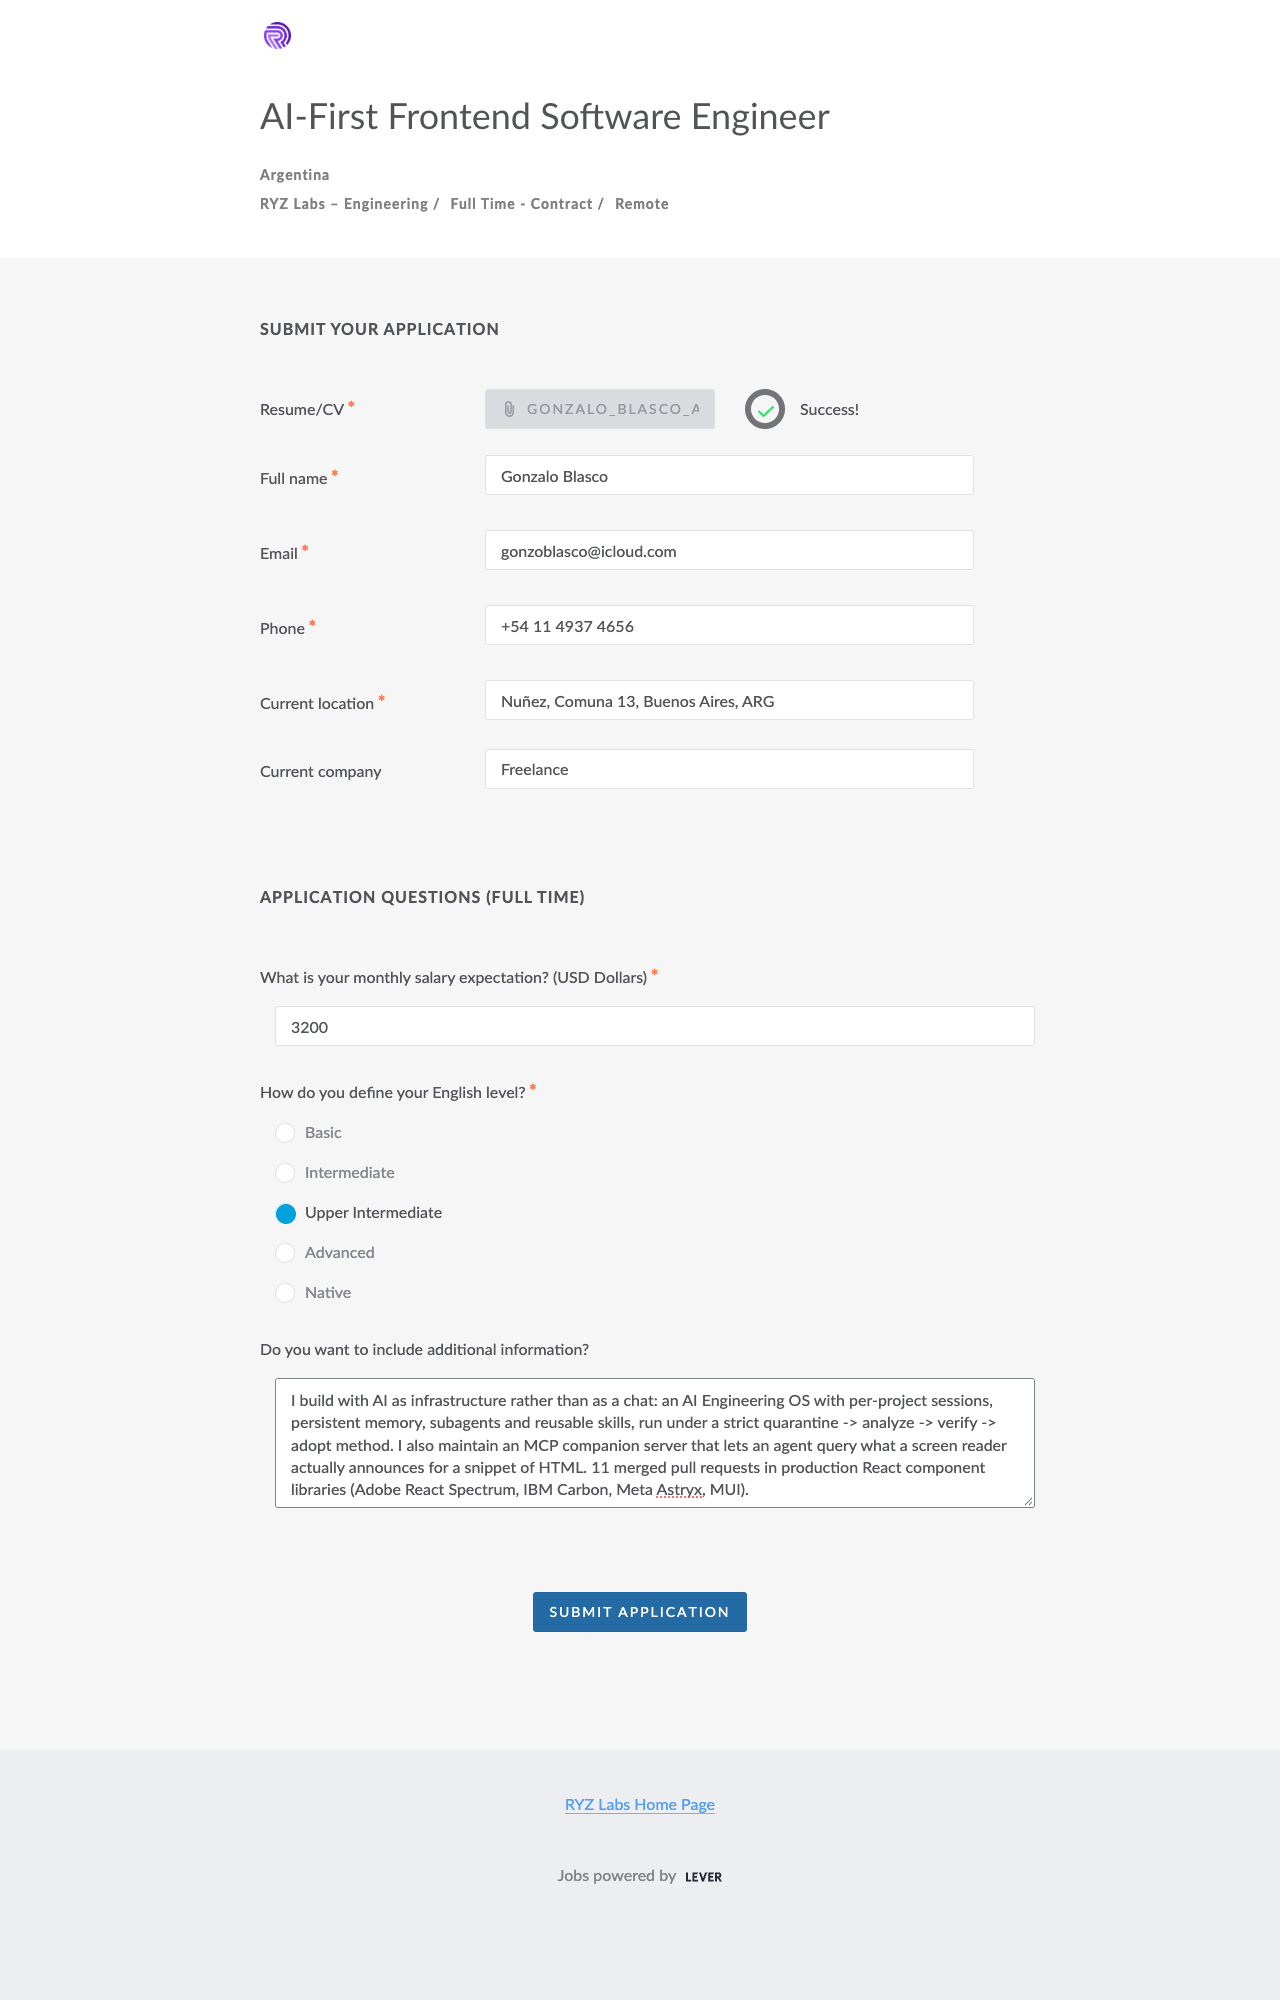 AI-First Frontend Software Engineer
Argentina
RYZ Labs – Engineering / Full Time - Contract / Remote
SUBMIT YOUR APPLICATION
Resume/CV *
GONZALO_BLASCO_A
Success!
Full name *
Gonzalo Blasco
Email *
gonzoblasco@icloud.com
Phone *
+54 11 4937 4656
Current location *
Nuñez, Comuna 13, Buenos Aires, ARG
Current company
Freelance
APPLICATION QUESTIONS (FULL TIME)
What is your monthly salary expectation? (USD Dollars) *
3200
How do you define your English level? *
Basic
Intermediate
Upper Intermediate
Advanced
Native
Do you want to include additional information?
I build with AI as infrastructure rather than as a chat: an AI Engineering OS with per-project sessions,
persistent memory, subagents and reusable skills, run under a strict quarantine -> analyze -> verify ->
adopt method. I also maintain an MCP companion server that lets an agent query what a screen reader
actually announces for a snippet of HTML. 11 merged pull requests in production React component
libraries (Adobe React Spectrum, IBM Carbon, Meta Astryx, MUI).
SUBMIT APPLICATION
RYZ Labs Home Page
Jobs powered by LEVER